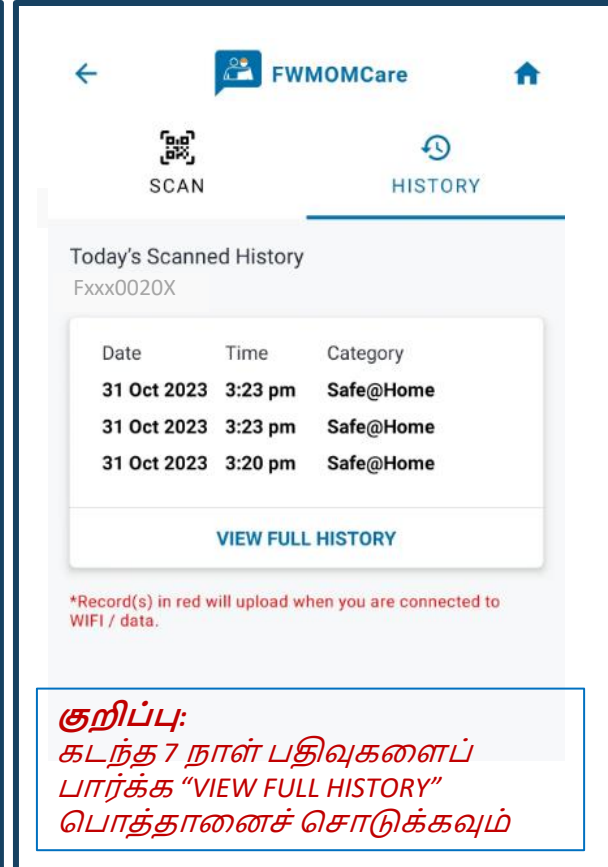 FWMOMCare
SCAN
HISTORY
Today's Scanned History
Fxxx0020X
Date Time Category
31 Oct 2023 3:23 pm Safe@Home
31 Oct 2023 3:23 pm Safe@Home
31 Oct 2023 3:20 pm Safe@Home
VIEW FULL HISTORY
*Record(s) in red will upload when you are connected to
WIFI / data.
குறிப்பு:
கடந்த 7 நாள் பதிவுகளைப்
பார்க்க “VIEW FULL HISTORY”
பொத்தானைச் சொடுக்கவும்